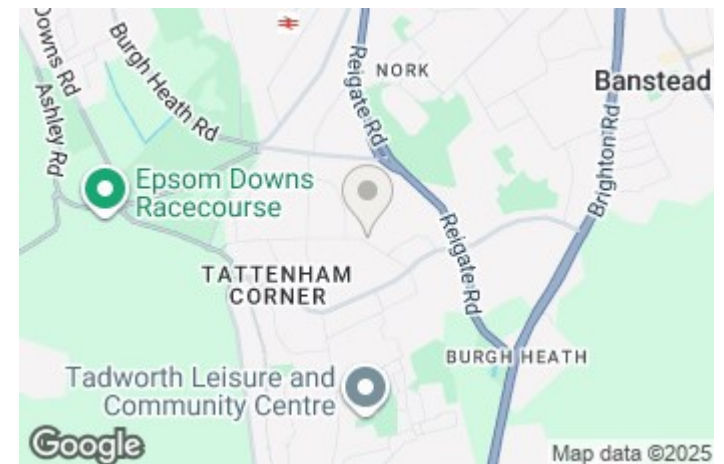 Downs Rd
Ashley Rd
Burgh Heath Rd
Reigate Rd
NORK
Banstead
Brighton Rd
Epsom Downs
Racecourse
Reigate Rd
TATTENHAM
CORNER
BURGH HEATH
Tadworth Leisure and
Community Centre
Google
Map data ©2025